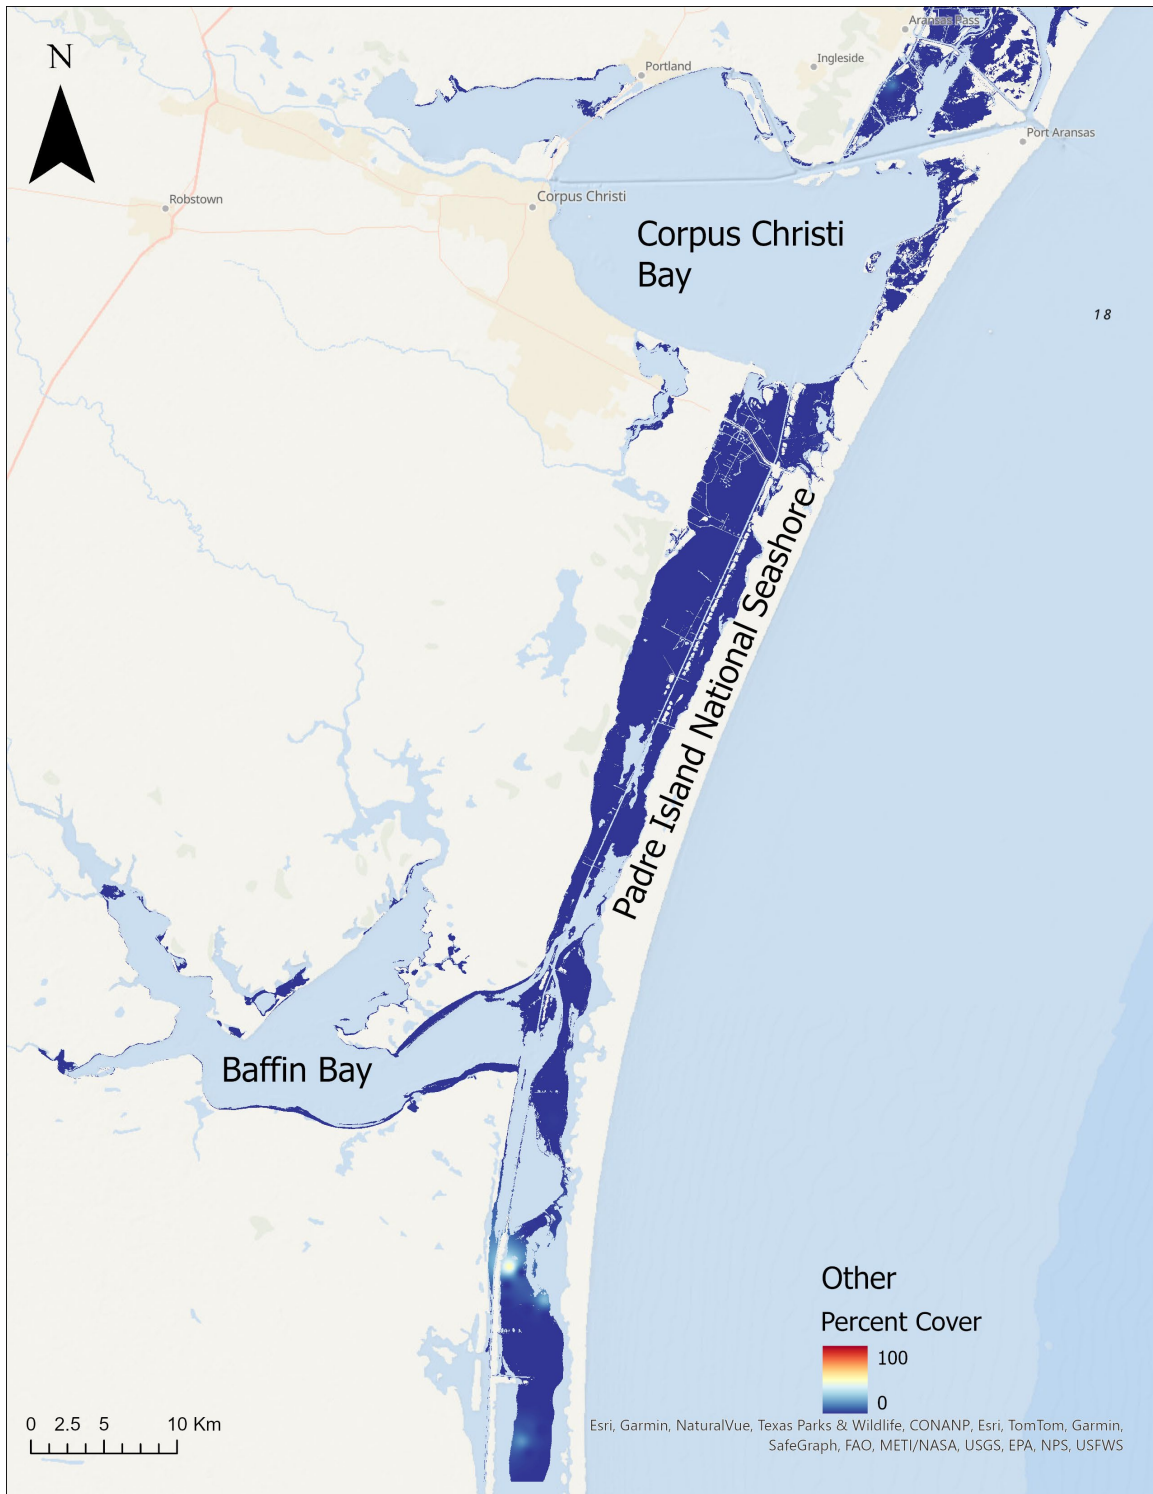 N
Aransas Pass
Ingleside
Portland
Port Aransas
Robstown
Corpus Christi
Corpus Christi
Bay
18
Padre Island National Seashore
Baffin Bay
Other
Percent Cover
100
0
0 2.5 5 10 Km
Esri, Garmin, NaturalVue, Texas Parks & Wildlife, CONANP, Esri, TomTom, Garmin,
SafeGraph, FAO, METI/NASA, USGS, EPA, NPS, USFWS